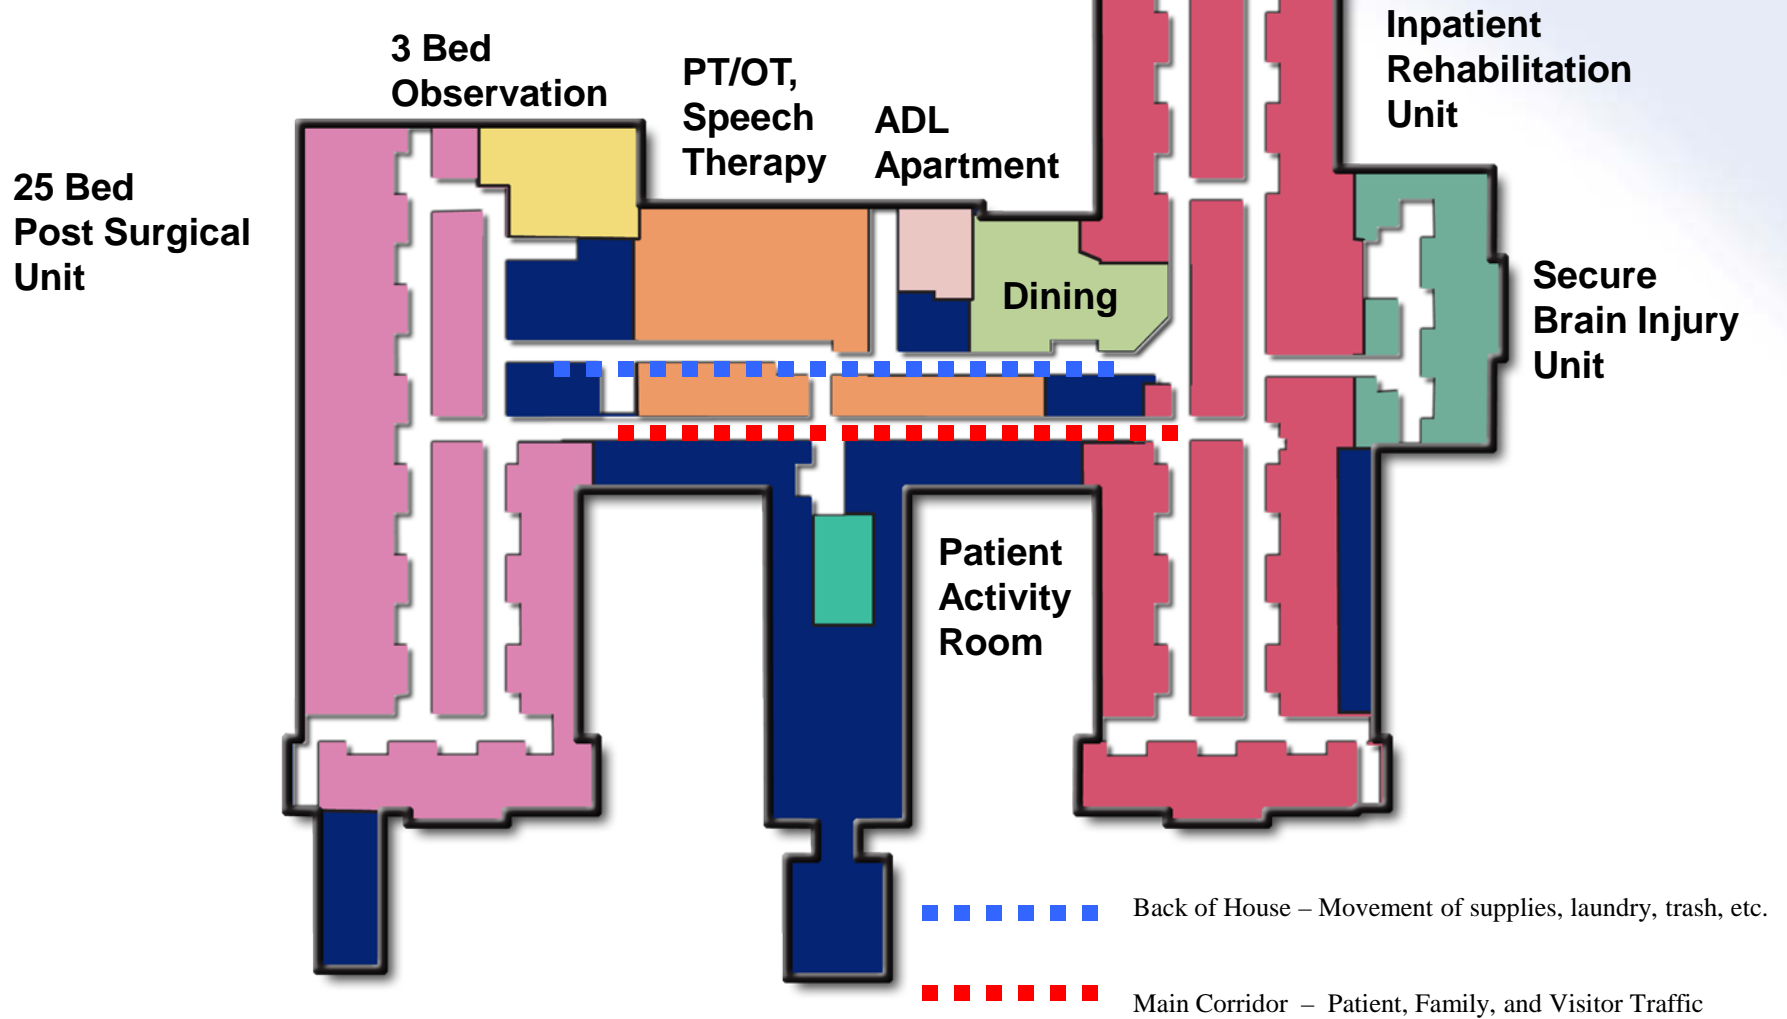 Inpatient
Rehabilitation
Unit
3 Bed
Observation
PT/OT,
Speech
Therapy
ADL
Apartment
25 Bed
Post Surgical
Unit
Dining
Secure
Brain Injury
Unit
Patient
Activity
Room
Back of House – Movement of supplies, laundry, trash, etc.
Main Corridor – Patient, Family, and Visitor Traffic